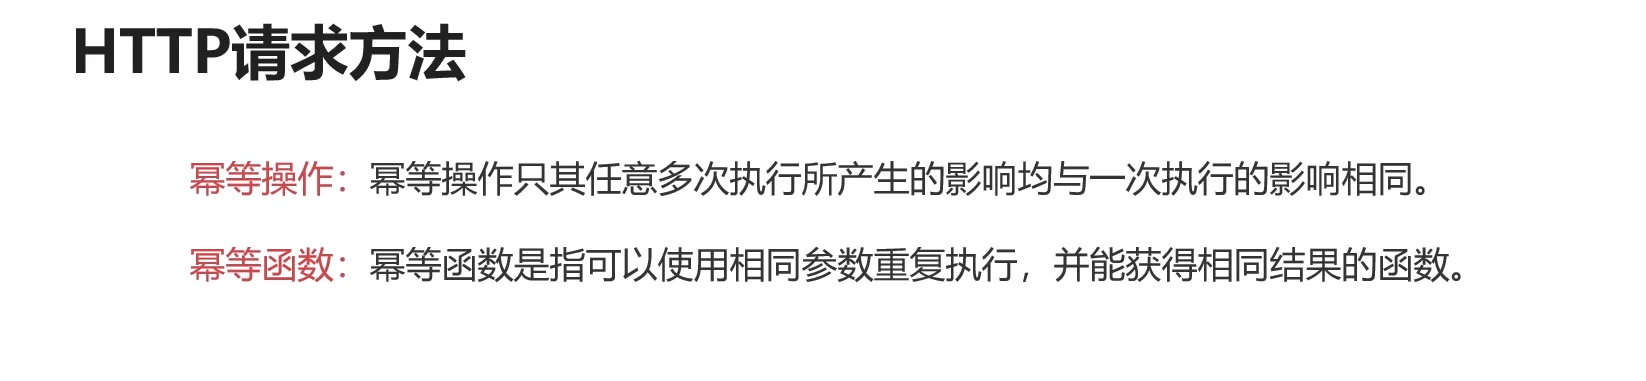 HTTP请求方法
幂等操作：幂等操作只其任意多次执行所产生的影响均与一次执行的影响相同。
幂等函数：幂等函数是指可以使用相同参数重复执行，并能获得相同结果的函数。